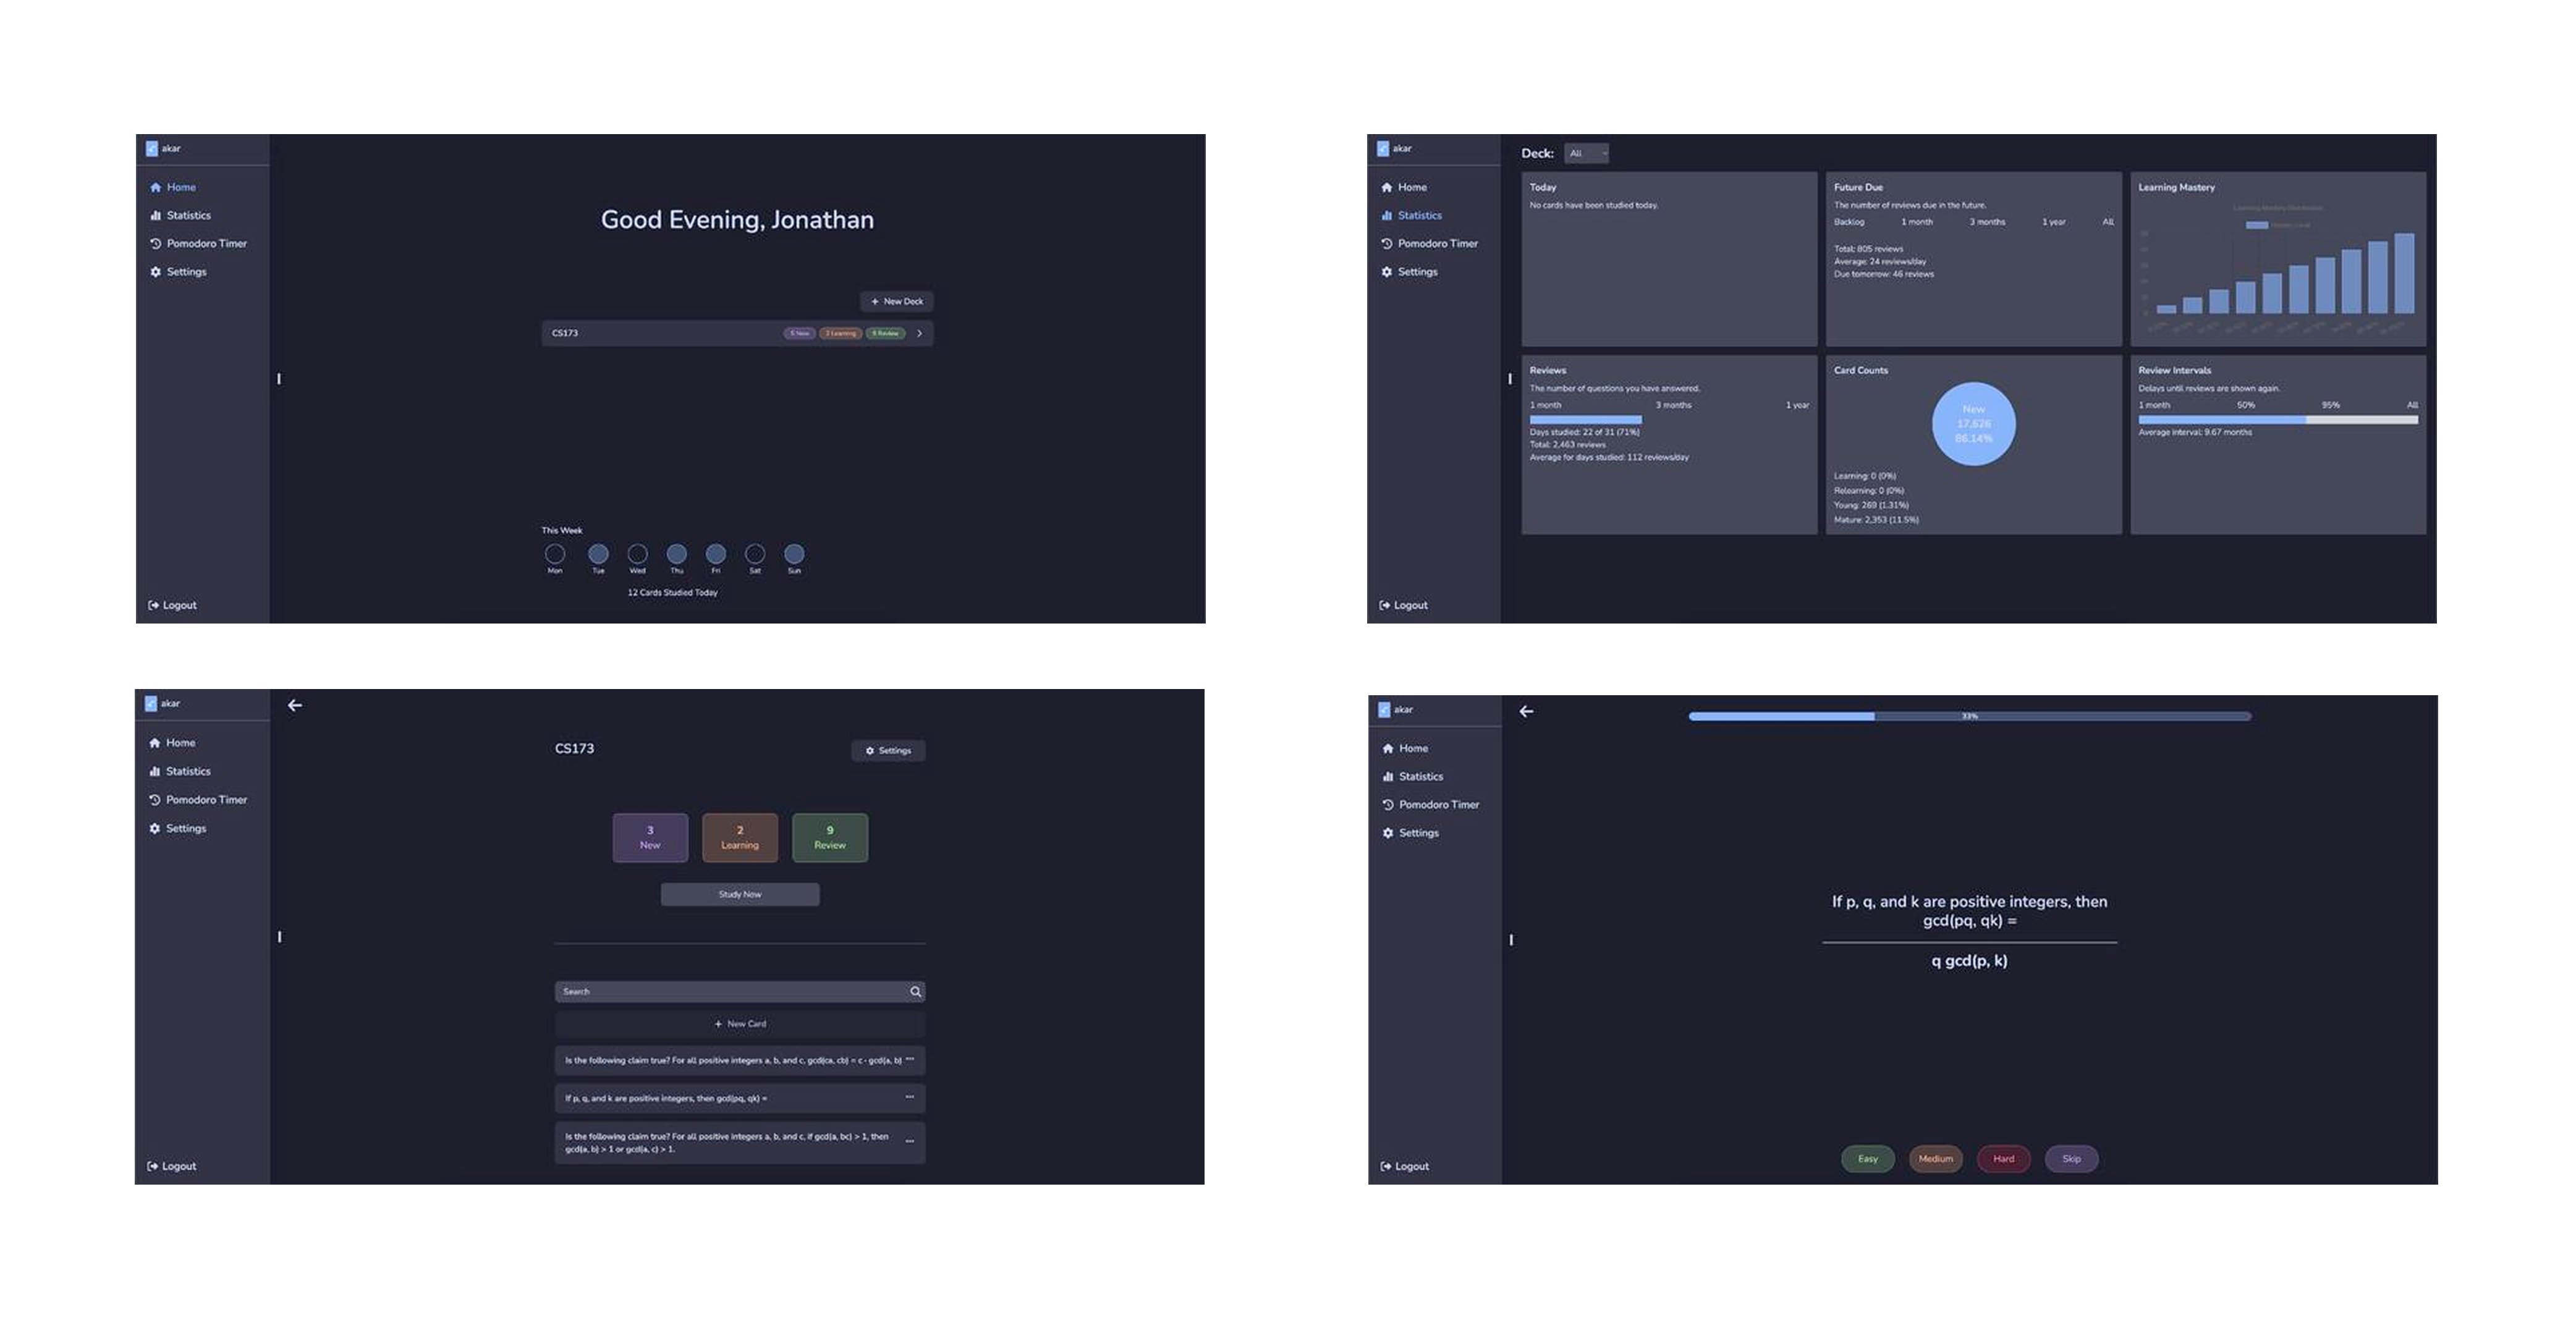 akar
Home
Statistics
Pomodoro Timer
Settings
Logout
Good Evening, Jonathan
+ New Deck
CS173
New
Learning
9 Review
This Week
Mon Tue Wed Thu Fri Sat Sun
12 Cards Studied Today
akar
Home
Statistics
Pomodoro Timer
Settings
Logout
Deck: All
Today
No cards have been studied today.
Future Due
The number of reviews due in the future.
Backlog 1 month 3 months 1 year All
Total: 805 reviews
Average: 24 reviews/day
Due tomorrow: 46 reviews
Learning Mastery
Reviews
The number of questions you have answered.
1 month 3 months 1 year
Days studied: 22 of 31 (71%)
Total: 2,463 reviews
Average for days studied: 112 reviews/day
Card Counts
New
17,626
86.14%
Learning: 0 (0%)
Relearning: 0 (0%)
Young: 269 (1.31%)
Mature: 2,353 (11.5%)
Review Intervals
Delays until reviews are shown again.
1 month 50% 95% All
Average interval: 9.67 months
akar
Home
Statistics
Pomodoro Timer
Settings
Logout
CS173
Settings
3
New
2
Learning
9
Review
Study Now
Search
+ New Card
Is the following claim true? For all positive integers a, b, and c, gcd(ca, cb) = c · gcd(a, b) ...
If p, q, and k are positive integers, then gcd(pq, qk) = ...
Is the following claim true? For all positive integers a, b, and c, if gcd(a, bc) > 1, then
gcd(a, b) > 1 or gcd(a, c) > 1. ...
akar
Home
Statistics
Pomodoro Timer
Settings
Logout
33%
If p, q, and k are positive integers, then
gcd(pq, qk) =
q gcd(p, k)
Easy
Medium
Hard
Skip